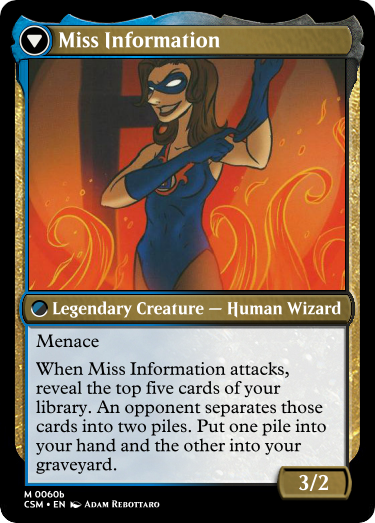 Miss Information
Legendary Creature — Human Wizard
Menace
When Miss Information attacks,
reveal the top five cards of your
library. An opponent separates those
cards into two piles. Put one pile into
your hand and the other into your
graveyard.
3/2
M 0060b
CSM • EN Adam Rebottaro